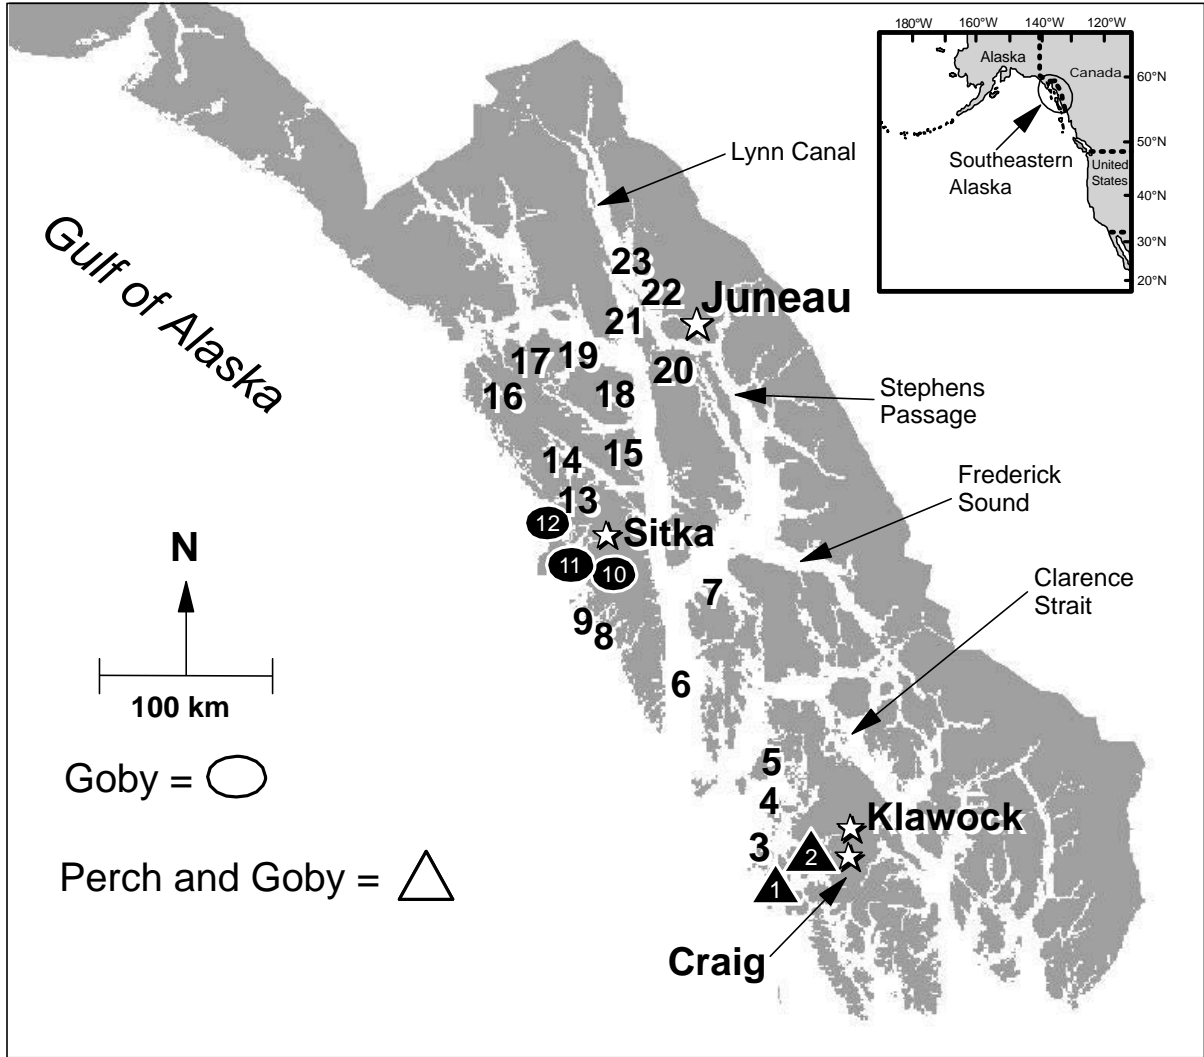 180°W 160°W 140°W 120°W
Alaska
Canada
60°N
50°N
Southeastern
Alaska
United
States
40°N
30°N
20°N
Lynn Canal
Gulf of Alaska
23
22
Juneau
21
17
19
20
16
18
Stephens
Passage
15
14
13
12
Sitka
Frederick
Sound
11
10
N
7
Clarence
Strait
9
8
6
100 km
5
Goby =
4
Klawock
3
2
Perch and Goby =
1
Craig